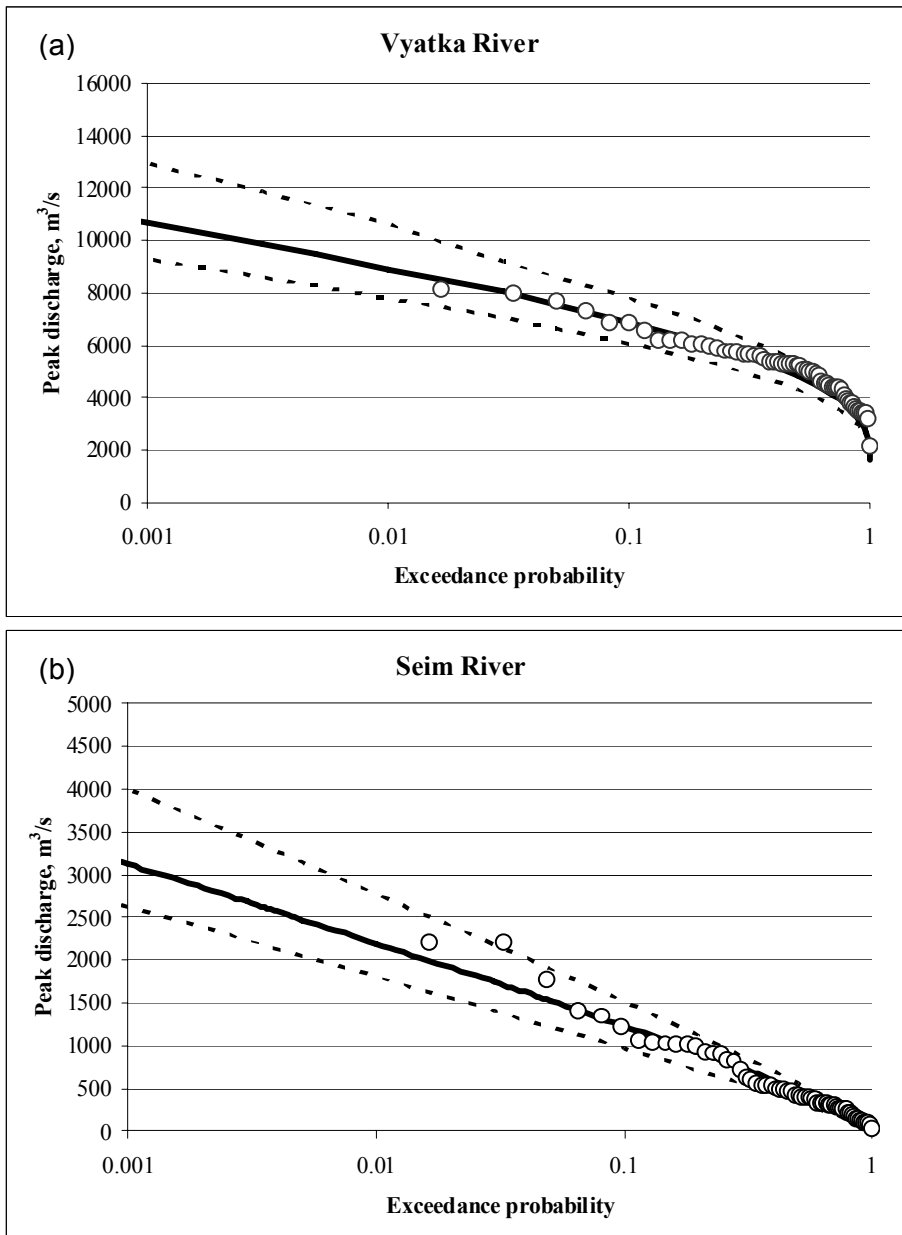 (a)
Vyatka River
16000
14000
12000
10000
8000
6000
4000
2000
0
Peak discharge, m³/s
0.001 0.01 0.1 1
Exceedance probability
(b)
Seim River
5000
4500
4000
3500
3000
2500
2000
1500
1000
500
0
Peak discharge, m³/s
0.001 0.01 0.1 1
Exceedance probability